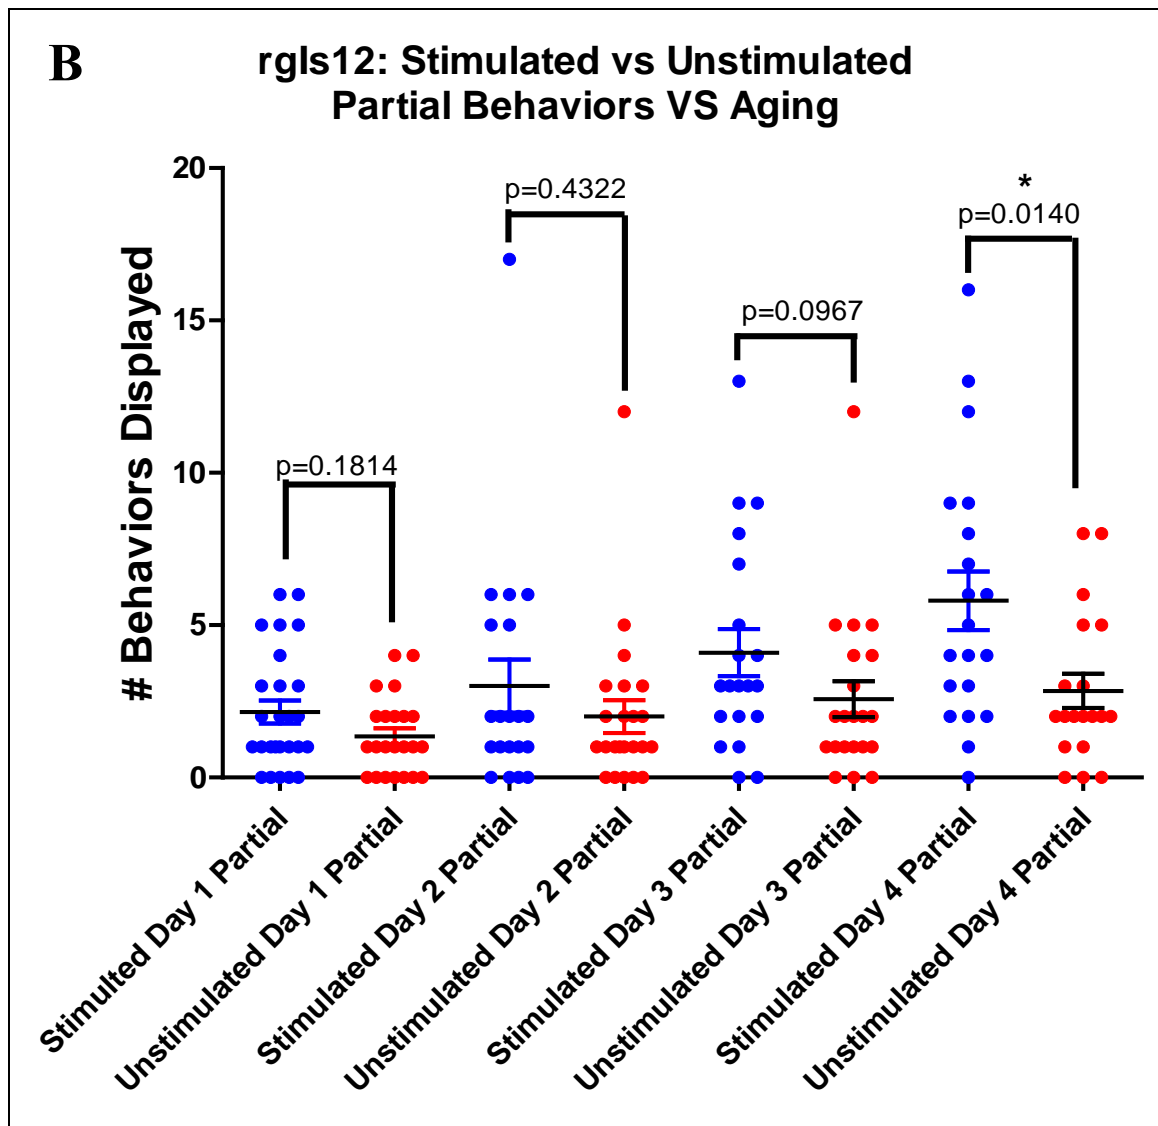 B
rgIs12: Stimulated vs Unstimulated
Partial Behaviors VS Aging
# Behaviors Displayed
20
15
10
5
0
p=0.1814
p=0.4322
p=0.0967
*
p=0.0140
Stimulted Day 1 Partial
Unstimulated Day 1 Partial
Stimulated Day 2 Partial
Unstimulated Day 2 Partial
Stimulated Day 3 Partial
Unstimulated Day 3 Partial
Stimulated Day 4 Partial
Unstimulated Day 4 Partial